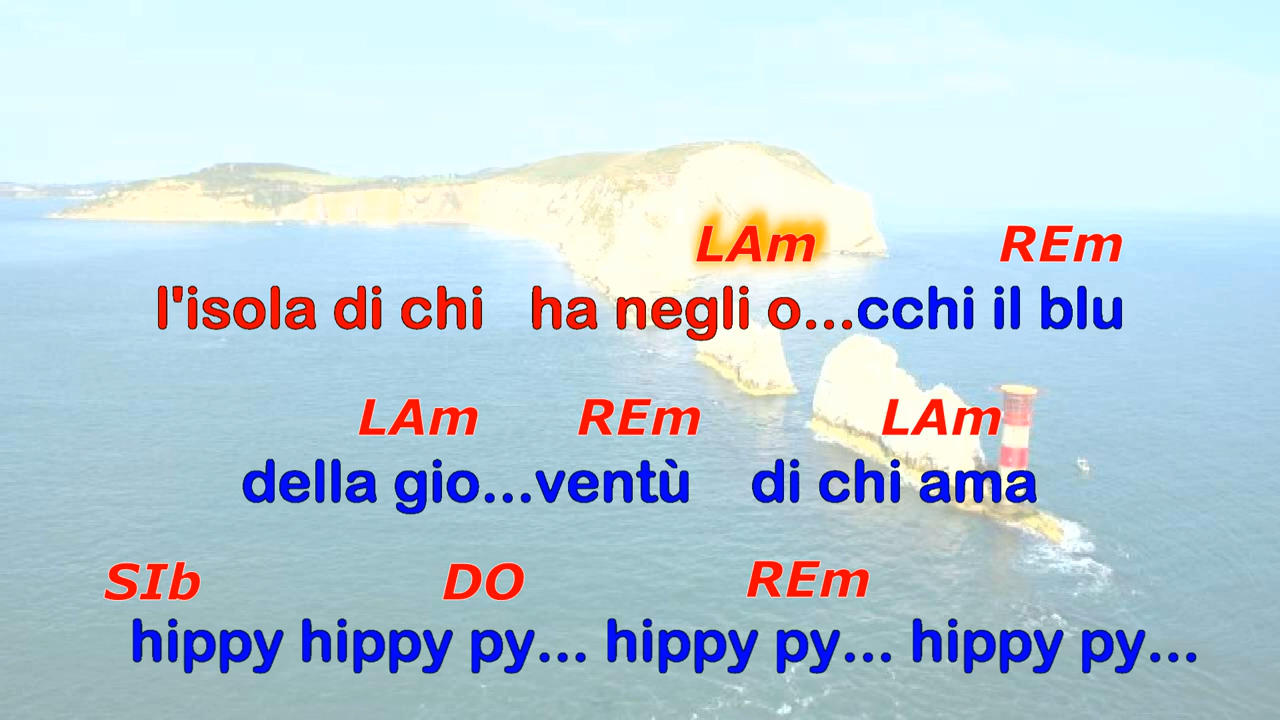 LAm REm
l'isola di chi ha negli o...cchi il blu
LAm REm LAm
della gio...ventù di chi ama
SIb DO REm
hippy hippy py... hippy py... hippy py...